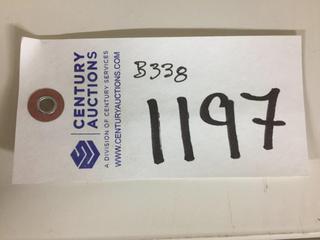 CENTURY
AUCTIONS
A DIVISION OF CENTURY SERVICES
WWW.CENTURYAUCTIONS.COM
B338
1197